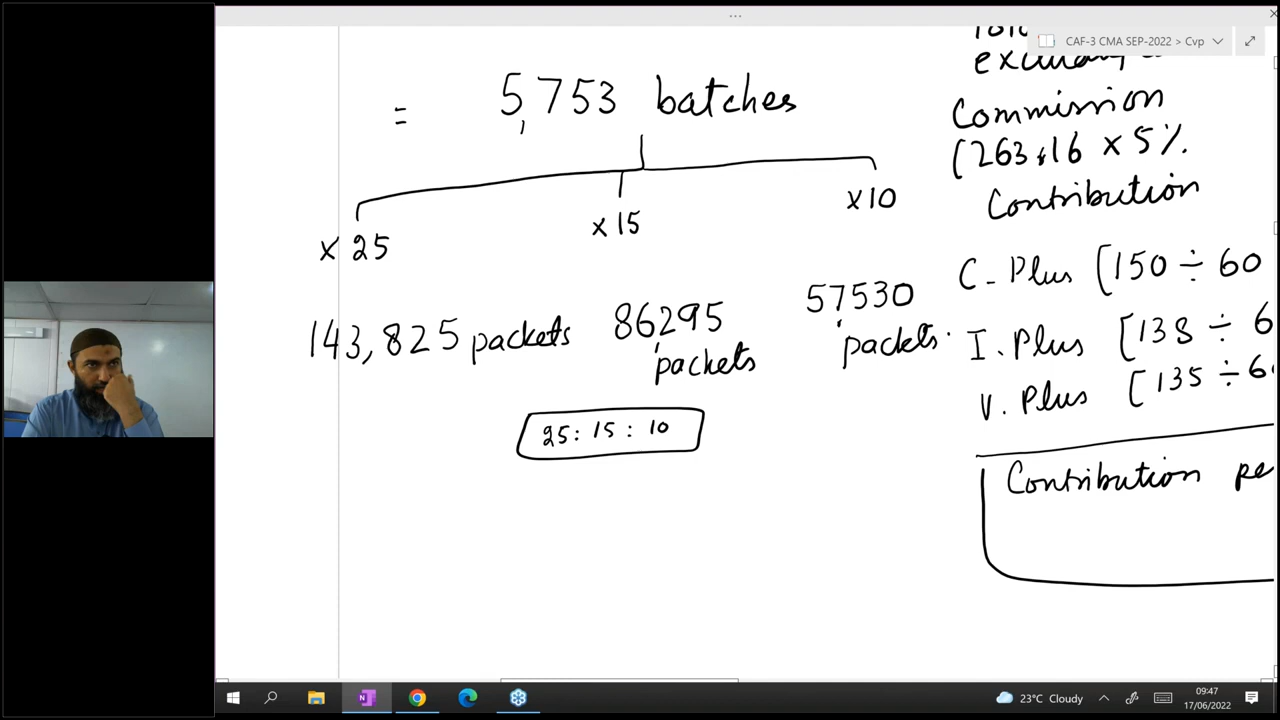 ...
CAF-3 CMA SEP-2022 > Cvp
= 5,753 batches
x 25
x 15
x 10
143,825 packets
86295 packets
57530 packets.
25: 15 : 10
Commission
(263.16 x 5%.
Contribution
C- Plus [150 ÷ 60
I. Plus [138 ÷ 6
V. Plus [135 ÷ 60
Contribution pe
23°C Cloudy
09:47
17/06/2022